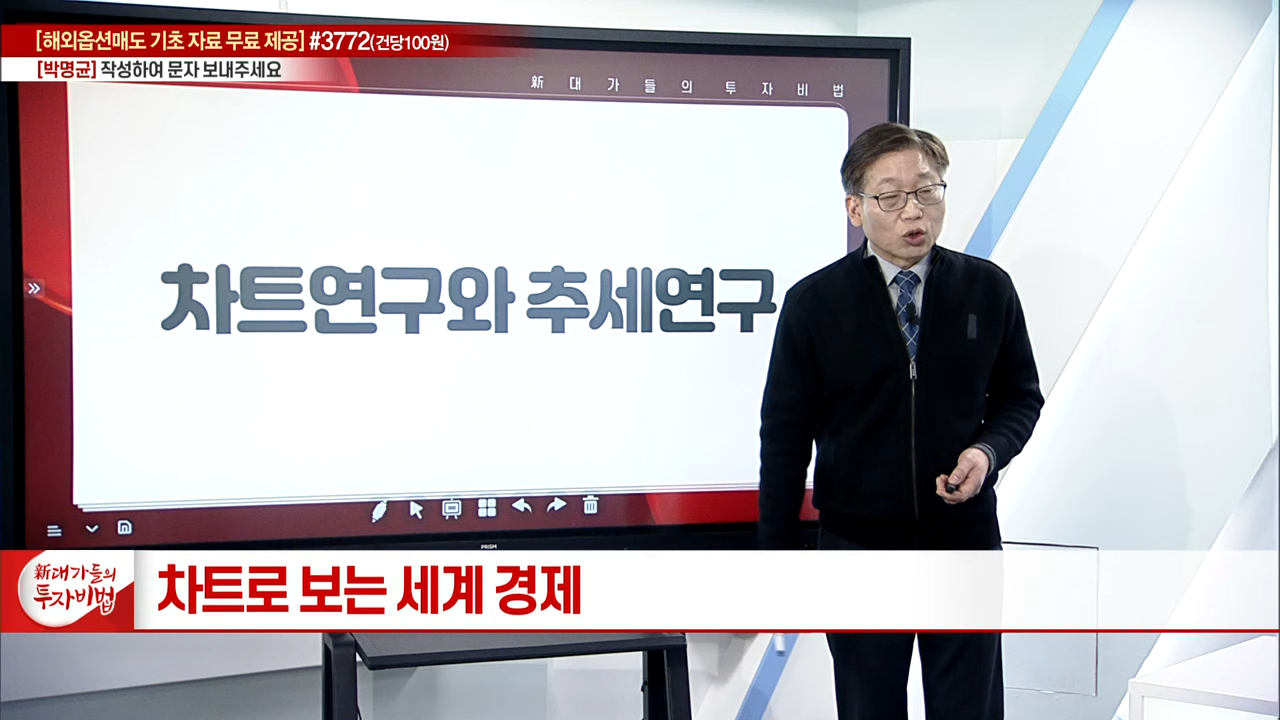 [해외옵션매도 기초 자료 무료 제공] #3772(건당100원)
[박명균] 작성하여 문자 보내주세요
新 대가들의 투자비법
차트연구와 추세연구
PRISM
新대가들의
투자비법
차트로 보는 세계 경제